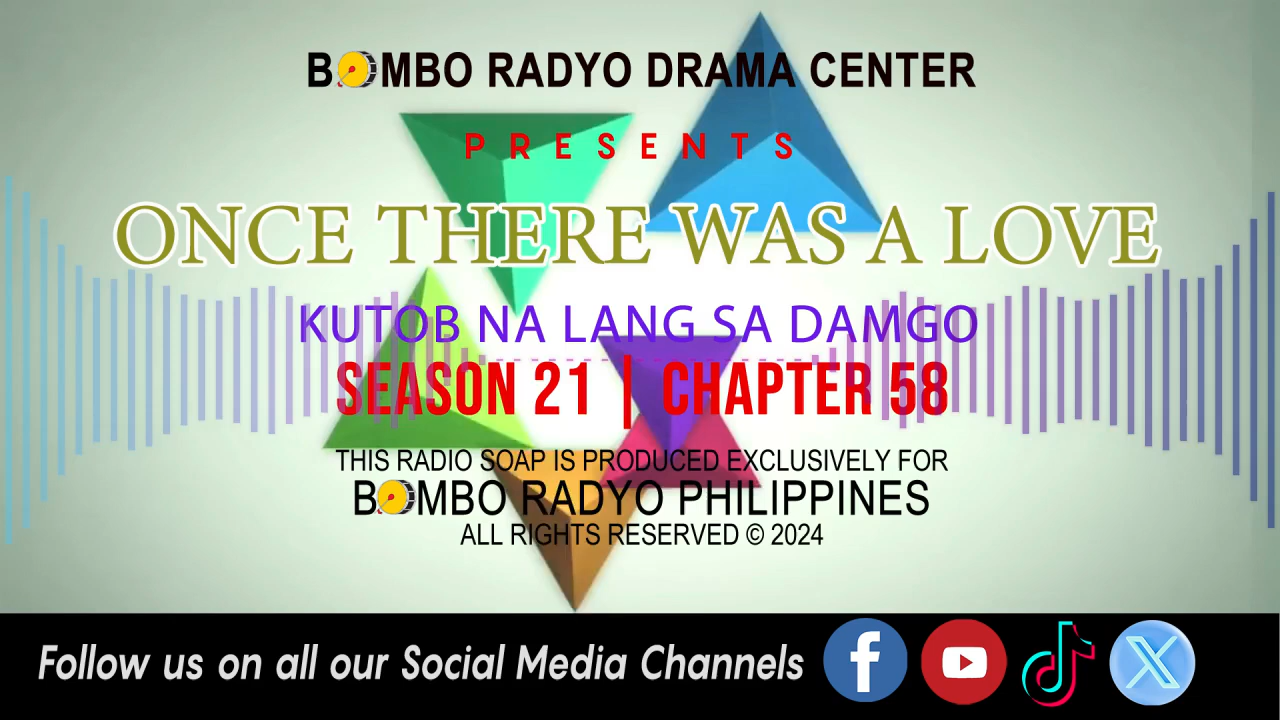 BOMBO RADYO DRAMA CENTER
PRESENTS
ONCE THERE WAS A LOVE
KUTOB NA LANG SA DAMGO
SEASON 21 | CHAPTER 58
THIS RADIO SOAP IS PRODUCED EXCLUSIVELY FOR
BOMBO RADYO PHILIPPINES
ALL RIGHTS RESERVED © 2024
Follow us on all our Social Media Channels